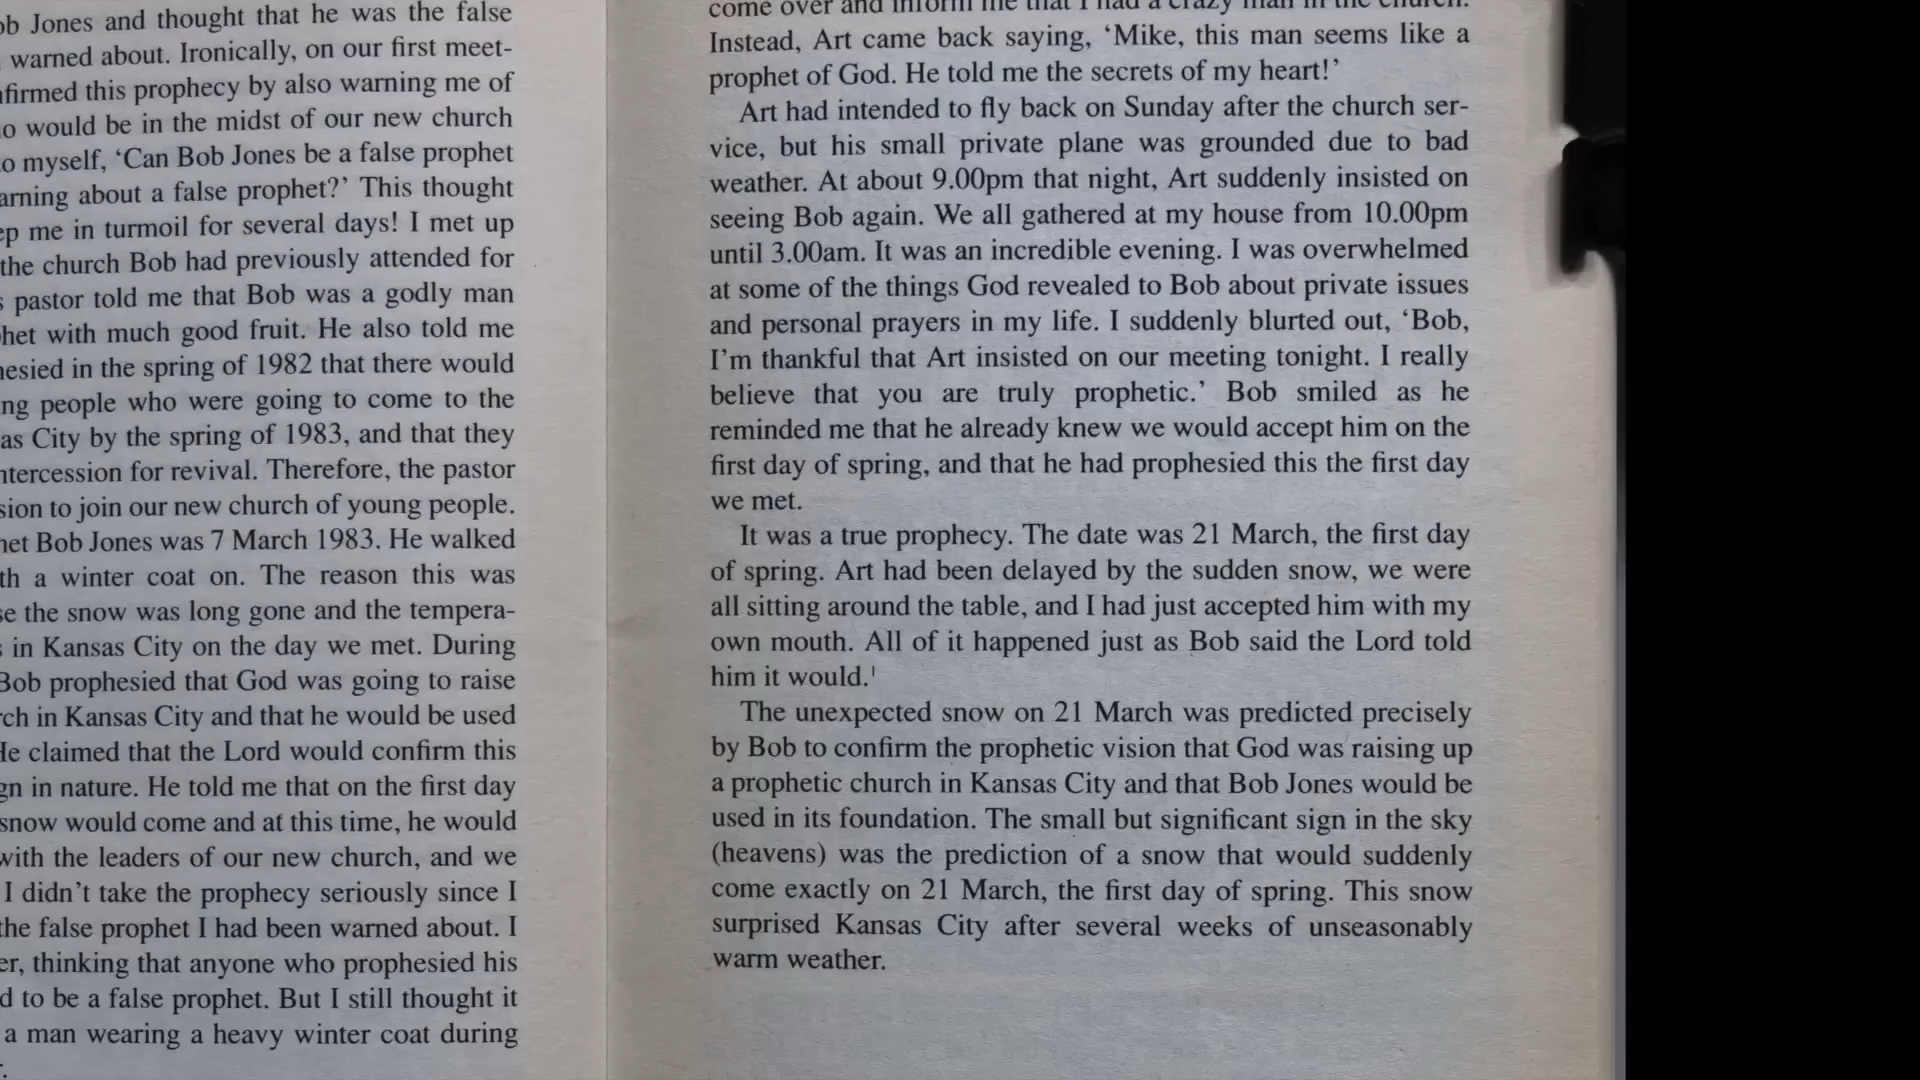 Jones and thought that he was the false
warned about. Ironically, on our first meet-
this prophecy by also warning me of
would be in the midst of our new church
to myself, ‘Can Bob Jones be a false prophet
about a false prophet?’ This thought
me in turmoil for several days! I met up
the church Bob had previously attended for
pastor told me that Bob was a godly man
with much good fruit. He also told me
in the spring of 1982 that there would
people who were going to come to the
City by the spring of 1983, and that they
for revival. Therefore, the pastor
to join our new church of young people.
Bob Jones was 7 March 1983. He walked
a winter coat on. The reason this was
the snow was long gone and the tempera-
in Kansas City on the day we met. During
Bob prophesied that God was going to raise
in Kansas City and that he would be used
He claimed that the Lord would confirm this
in nature. He told me that on the first day
snow would come and at this time, he would
with the leaders of our new church, and we
I didn’t take the prophecy seriously since I
the false prophet I had been warned about. I
thinking that anyone who prophesied his
to be a false prophet. But I still thought it
a man wearing a heavy winter coat during
come over and inform me that I had a crazy man in the church.
Instead, Art came back saying, ‘Mike, this man seems like a
prophet of God. He told me the secrets of my heart!’
Art had intended to fly back on Sunday after the church ser-
vice, but his small private plane was grounded due to bad
weather. At about 9.00pm that night, Art suddenly insisted on
seeing Bob again. We all gathered at my house from 10.00pm
until 3.00am. It was an incredible evening. I was overwhelmed
at some of the things God revealed to Bob about private issues
and personal prayers in my life. I suddenly blurted out, ‘Bob,
I’m thankful that Art insisted on our meeting tonight. I really
believe that you are truly prophetic.’ Bob smiled as he
reminded me that he already knew we would accept him on the
first day of spring, and that he had prophesied this the first day
we met.
It was a true prophecy. The date was 21 March, the first day
of spring. Art had been delayed by the sudden snow, we were
all sitting around the table, and I had just accepted him with my
own mouth. All of it happened just as Bob said the Lord told
him it would.¹
The unexpected snow on 21 March was predicted precisely
by Bob to confirm the prophetic vision that God was raising up
a prophetic church in Kansas City and that Bob Jones would be
used in its foundation. The small but significant sign in the sky
(heavens) was the prediction of a snow that would suddenly
come exactly on 21 March, the first day of spring. This snow
surprised Kansas City after several weeks of unseasonably
warm weather.